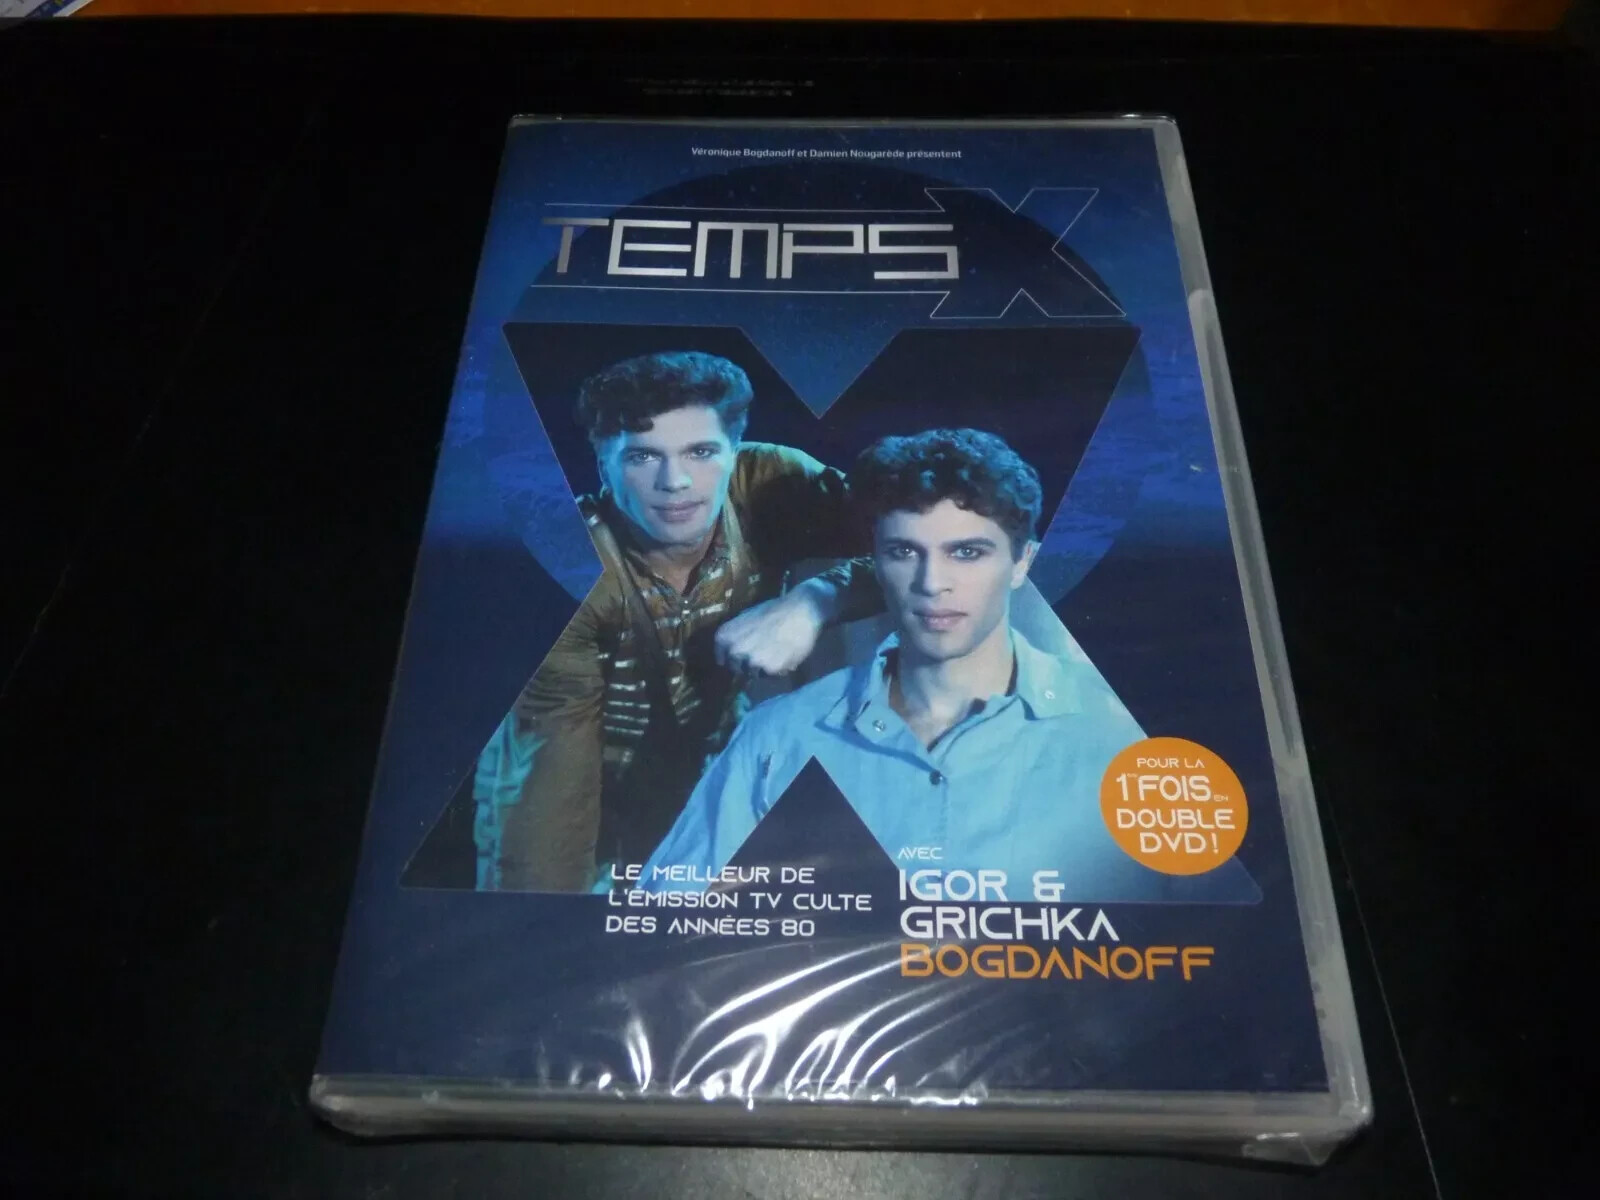 Véronique Bogdanoff et Damien Nougarède présentent
TEMPS X
POUR LA
1ère FOIS EN
DOUBLE
DVD !
LE MEILLEUR DE
L'ÉMISSION TV CULTE
DES ANNÉES 80
AVEC
IGOR &
GRICHKA
BOGDANOFF